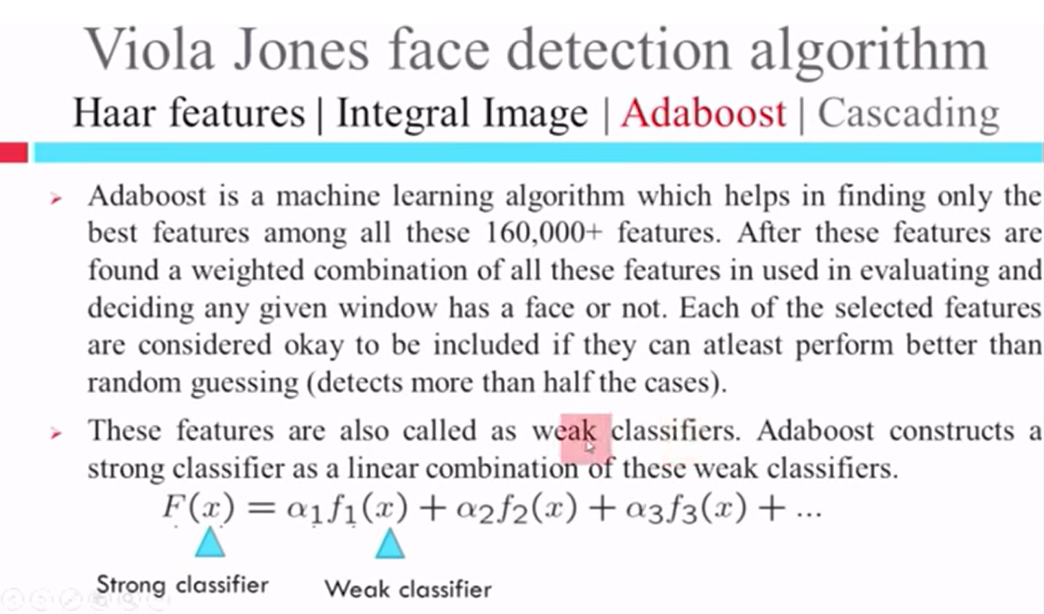 Viola Jones face detection algorithm
Haar features | Integral Image | Adaboost | Cascading
➢ Adaboost is a machine learning algorithm which helps in finding only the
best features among all these 160,000+ features. After these features are
found a weighted combination of all these features in used in evaluating and
deciding any given window has a face or not. Each of the selected features
are considered okay to be included if they can atleast perform better than
random guessing (detects more than half the cases).
➢ These features are also called as weak classifiers. Adaboost constructs a
strong classifier as a linear combination of these weak classifiers.
F(x) = α₁f₁(x) + α₂f₂(x) + α₃f₃(x) + ...
Strong classifier Weak classifier